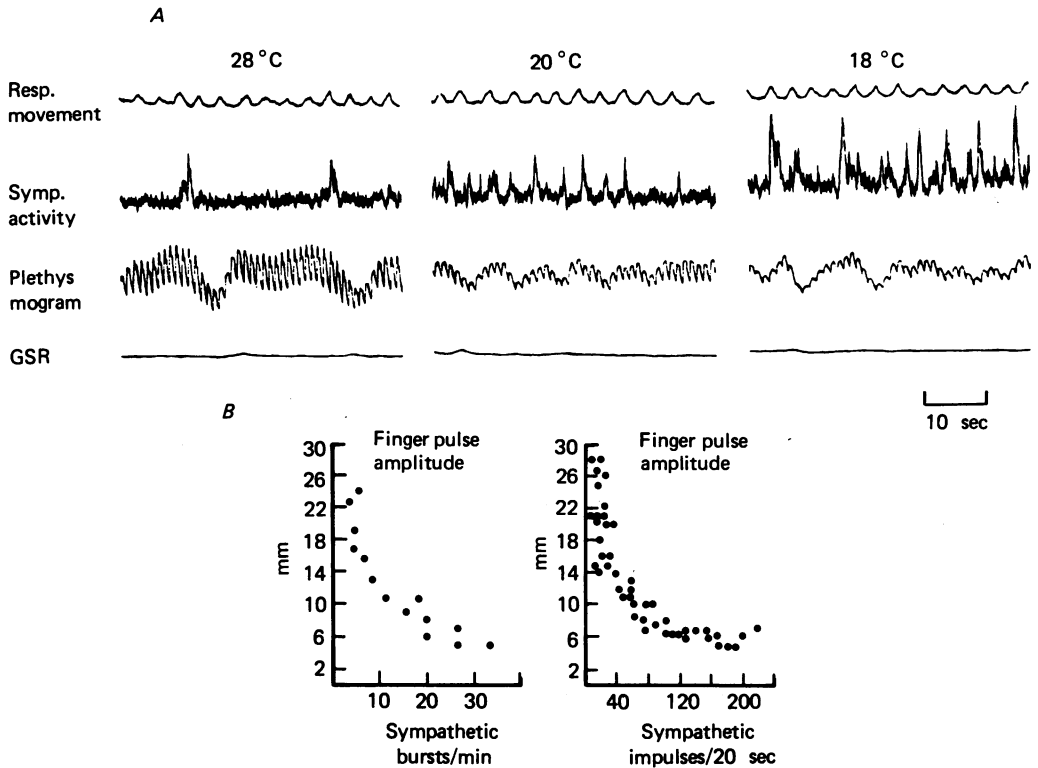 A
28 °C
20 °C
18 °C
Resp.
movement
Symp.
activity
Plethys
mogram
GSR
10 sec
B
Finger pulse
amplitude
30
26
22
18
14
10
6
2
mm
10 20 30
Sympathetic
bursts/min
Finger pulse
amplitude
30
26
22
18
14
10
6
2
mm
40 120 200
Sympathetic
impulses/20 sec